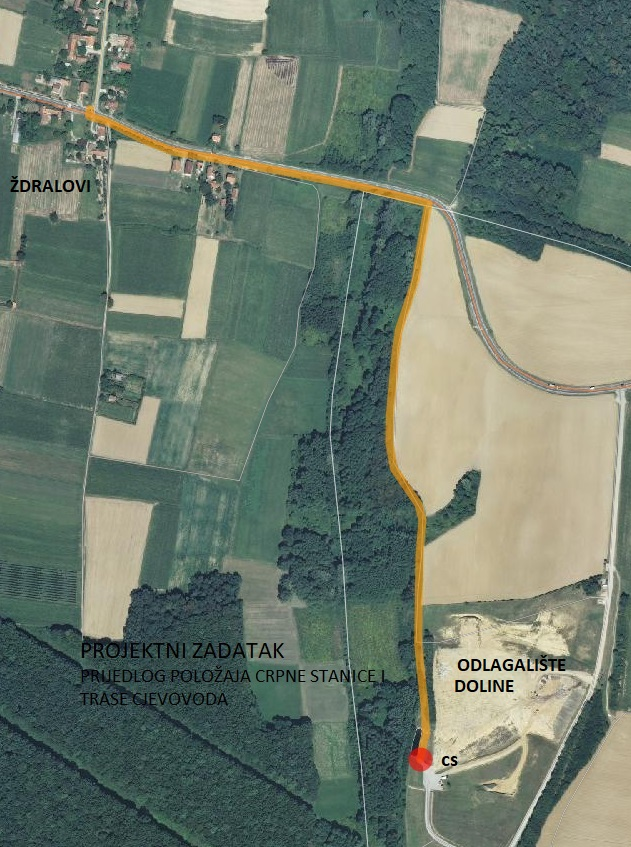 ŽDRALOVI
PROJEKTNI ZADATAK
PRIJEDLOG POLOŽAJA CRPNE STANICE I
TRASE CJEVOVODA
ODLAGALIŠTE
DOLINE
CS